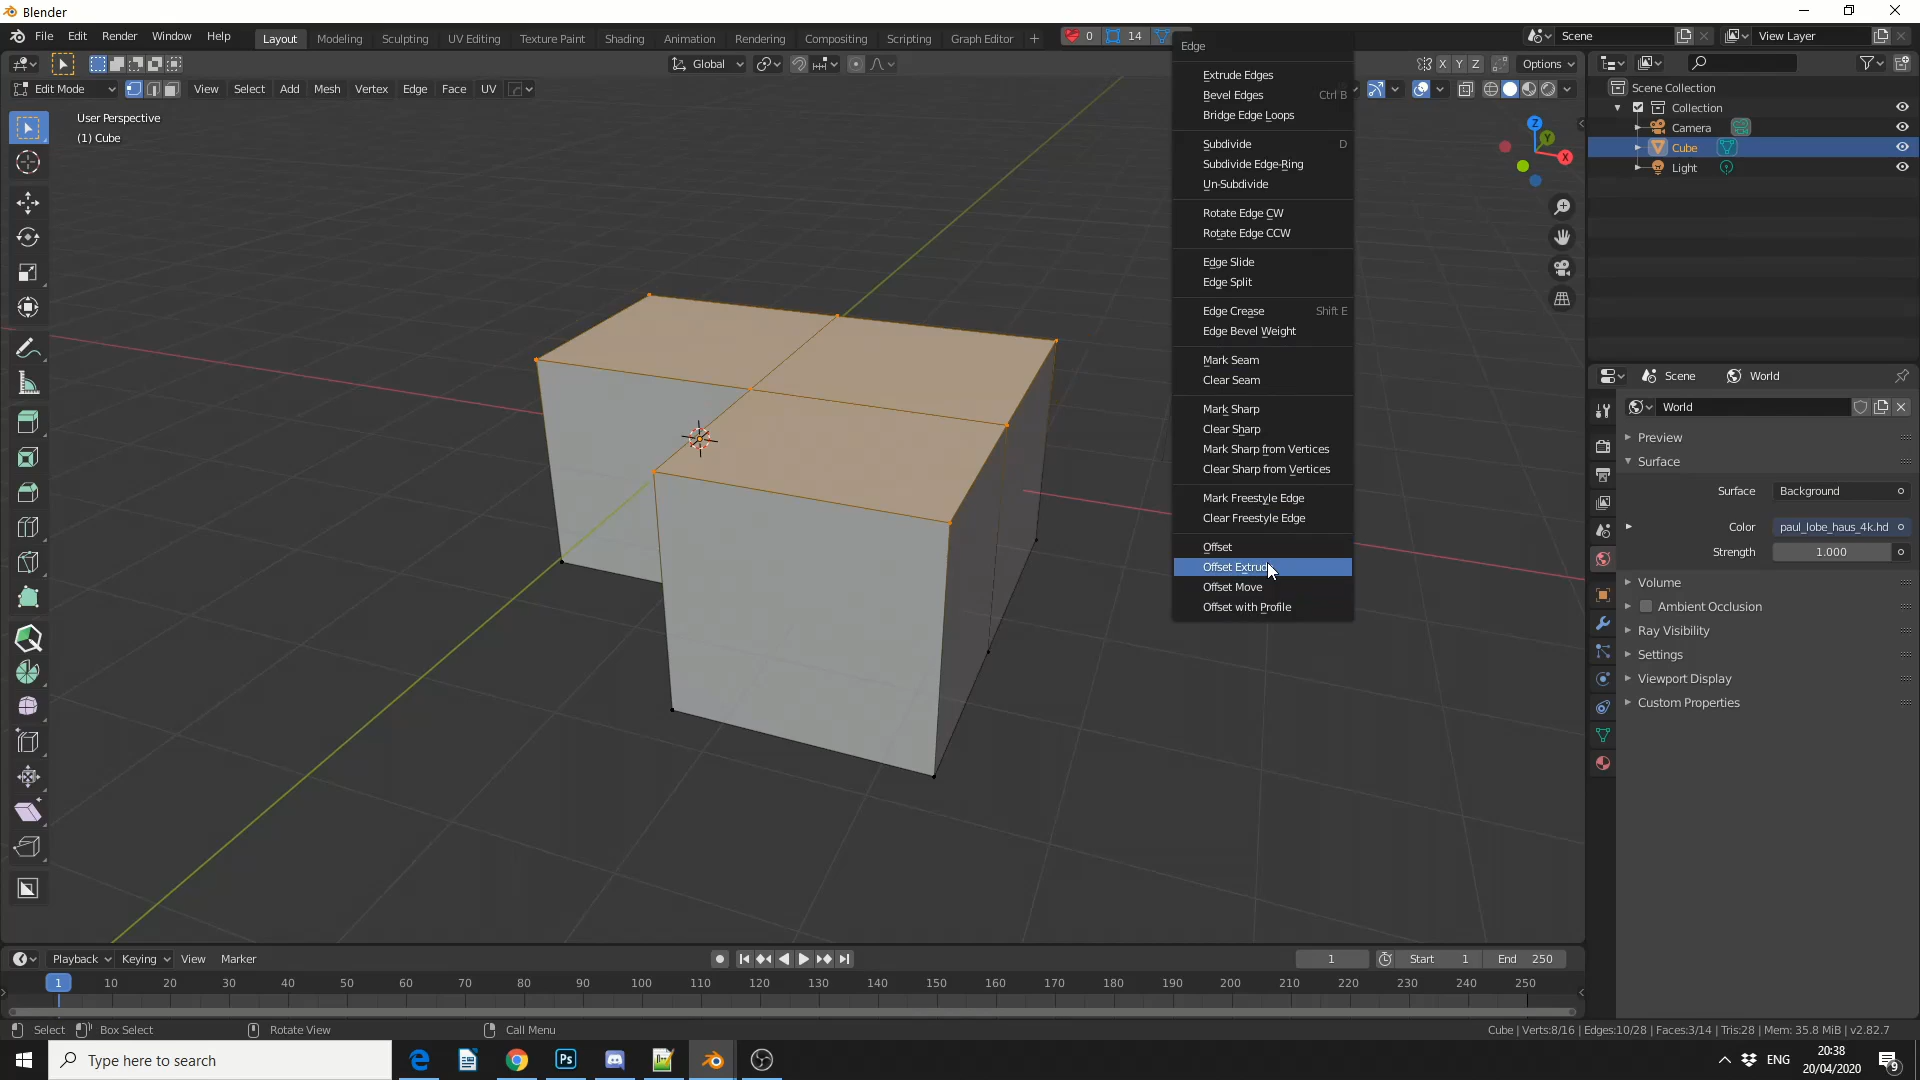 Blender
File Edit Render Window Help Layout Modeling Sculpting UV Editing Texture Paint Shading Animation Rendering Compositing Scripting Graph Editor + 0 14 Scene View Layer
Global X Y Z Options
Edit Mode View Select Add Mesh Vertex Edge Face UV
User Perspective
(1) Cube
Edge
Extrude Edges
Bevel Edges Ctrl B
Bridge Edge Loops
Subdivide D
Subdivide Edge-Ring
Un-Subdivide
Rotate Edge CW
Rotate Edge CCW
Edge Slide
Edge Split
Edge Crease Shift E
Edge Bevel Weight
Mark Seam
Clear Seam
Mark Sharp
Clear Sharp
Mark Sharp from Vertices
Clear Sharp from Vertices
Mark Freestyle Edge
Clear Freestyle Edge
Offset
Offset Extrud
Offset Move
Offset with Profile
Z
Y
X
Scene Collection
Collection
Camera
Cube
Light
Scene World
World
Preview
Surface
Surface Background
Color paul_lobe_haus_4k.hd
Strength 1.000
Volume
Ambient Occlusion
Ray Visibility
Settings
Viewport Display
Custom Properties
Playback Keying View Marker 1 Start 1 End 250
1 10 20 30 40 50 60 70 80 90 100 110 120 130 140 150 160 170 180 190 200 210 220 230 240 250
Select Box Select Rotate View Call Menu Cube | Verts:8/16 | Edges:10/28 | Faces:3/14 | Tris:28 | Mem: 35.8 MiB | v2.82.7
Type here to search Ps ENG 20:38
20/04/2020 9